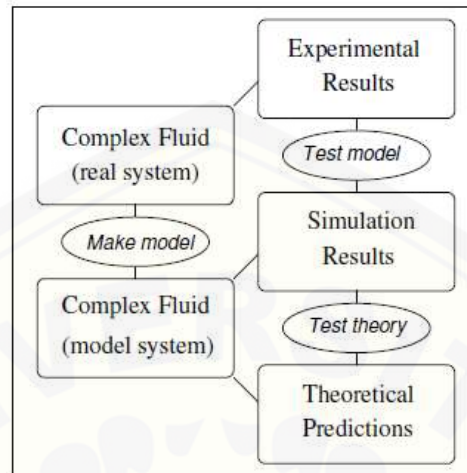 Experimental
Results
Complex Fluid
(real system)
Test model
Make model
Simulation
Results
Complex Fluid
(model system)
Test theory
Theoretical
Predictions